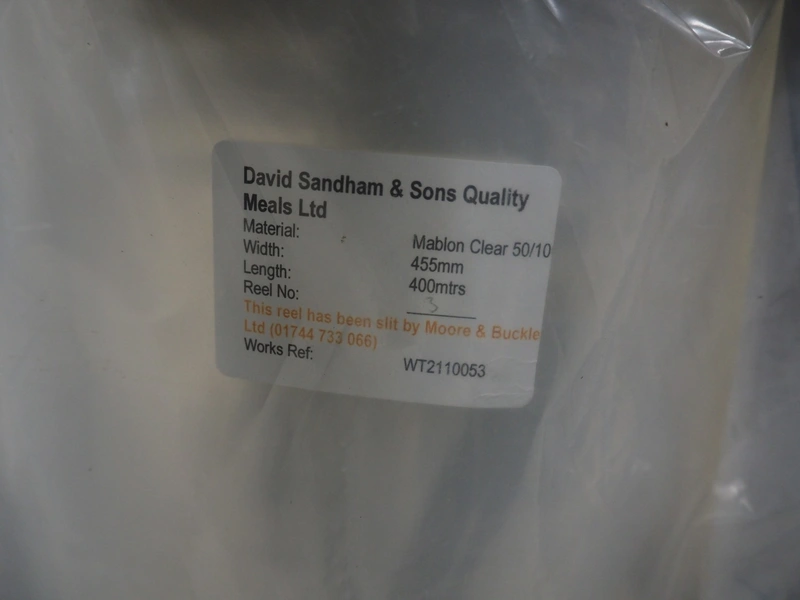 David Sandham & Sons Quality
Meals Ltd
Material: Mablon Clear 50/10
Width: 455mm
Length: 400mtrs
Reel No: 3
This reel has been slit by Moore & Buckle
Ltd (01744 733 066)
Works Ref: WT2110053